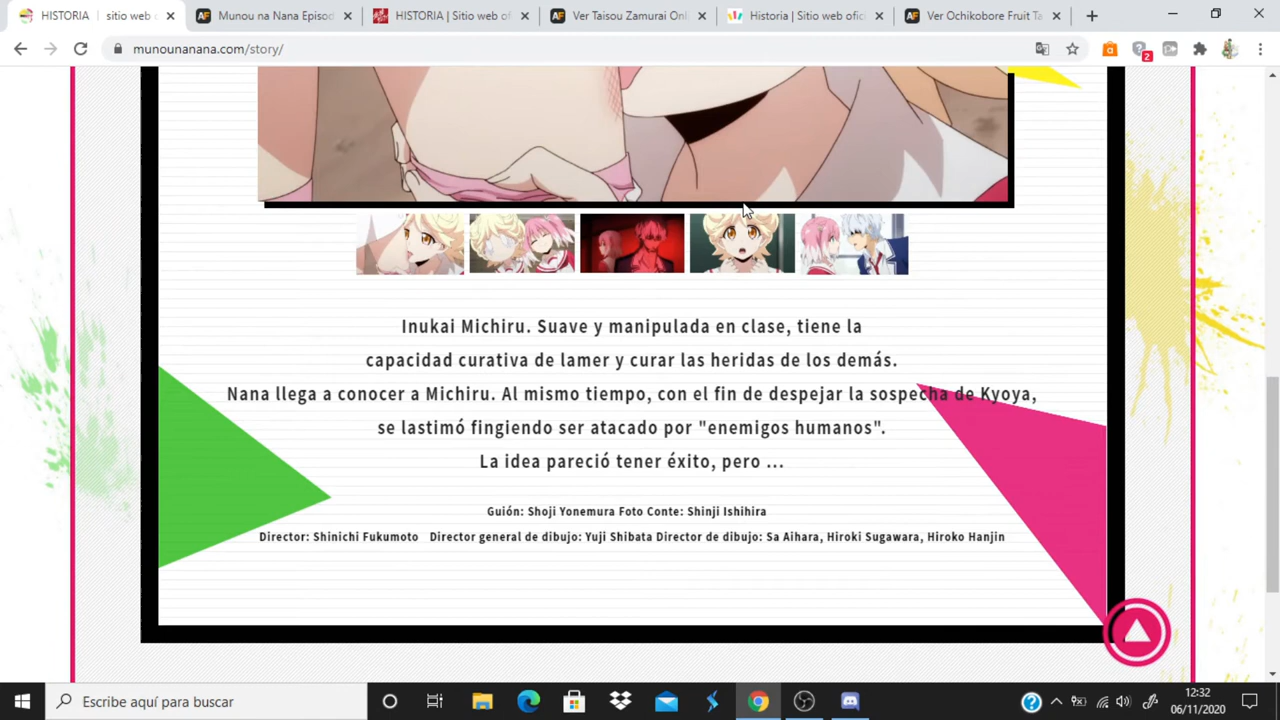 HISTORIA | sitio web
Munou na Nana Episod
HISTORIA | Sitio web of
Ver Taisou Zamurai Onli
Historia | Sitio web ofici
Ver Ochikobore Fruit Ta
munounanana.com/story/
2
Inukai Michiru. Suave y manipulada en clase, tiene la
capacidad curativa de lamer y curar las heridas de los demás.
Nana llega a conocer a Michiru. Al mismo tiempo, con el fin de despejar la sospecha de Kyoya,
se lastimó fingiendo ser atacado por "enemigos humanos".
La idea pareció tener éxito, pero ...
Guión: Shoji Yonemura Foto Conte: Shinji Ishihira
Director: Shinichi Fukumoto Director general de dibujo: Yuji Shibata Director de dibujo: Sa Aihara, Hiroki Sugawara, Hiroko Hanjin
Escribe aquí para buscar
12:32
06/11/2020